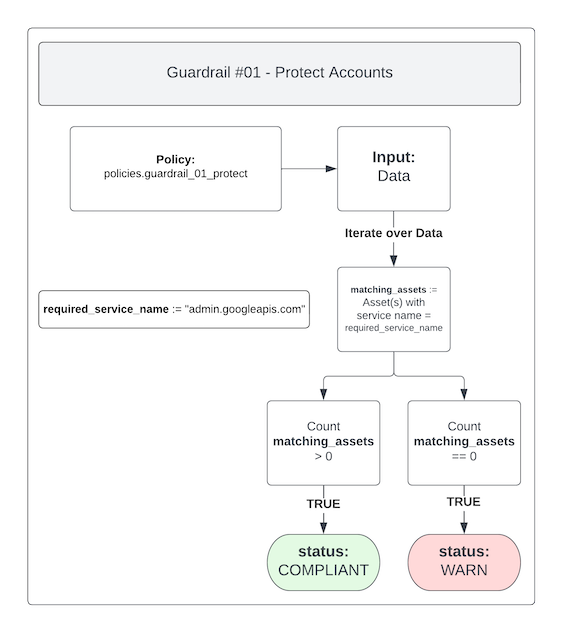 Guardrail #01 - Protect Accounts
Policy:
policies.guardrail_01_protect
Input:
Data
Iterate over Data
required_service_name := "admin.googleapis.com"
matching_assets :=
Asset(s) with
service name =
required_service_name
Count
matching_assets
> 0
Count
matching_assets
== 0
TRUE
TRUE
status:
COMPLIANT
status:
WARN